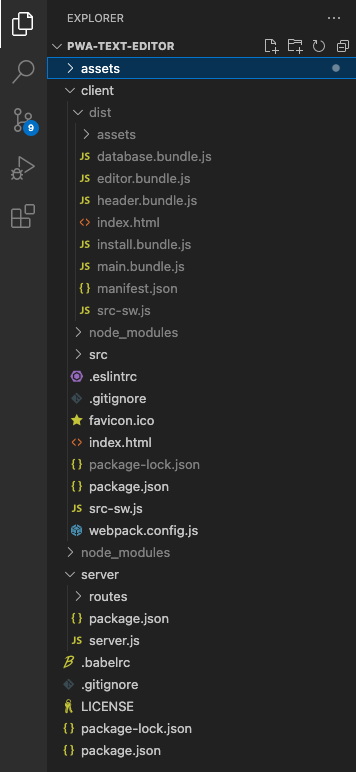 EXPLORER
PWA-TEXT-EDITOR
assets
client
dist
assets
JS database.bundle.js
JS editor.bundle.js
JS header.bundle.js
<> index.html
JS install.bundle.js
JS main.bundle.js
{} manifest.json
JS src-sw.js
node_modules
src
.eslintrc
.gitignore
favicon.ico
<> index.html
{} package-lock.json
{} package.json
JS src-sw.js
webpack.config.js
node_modules
server
routes
{} package.json
JS server.js
.babelrc
.gitignore
LICENSE
{} package-lock.json
{} package.json
9